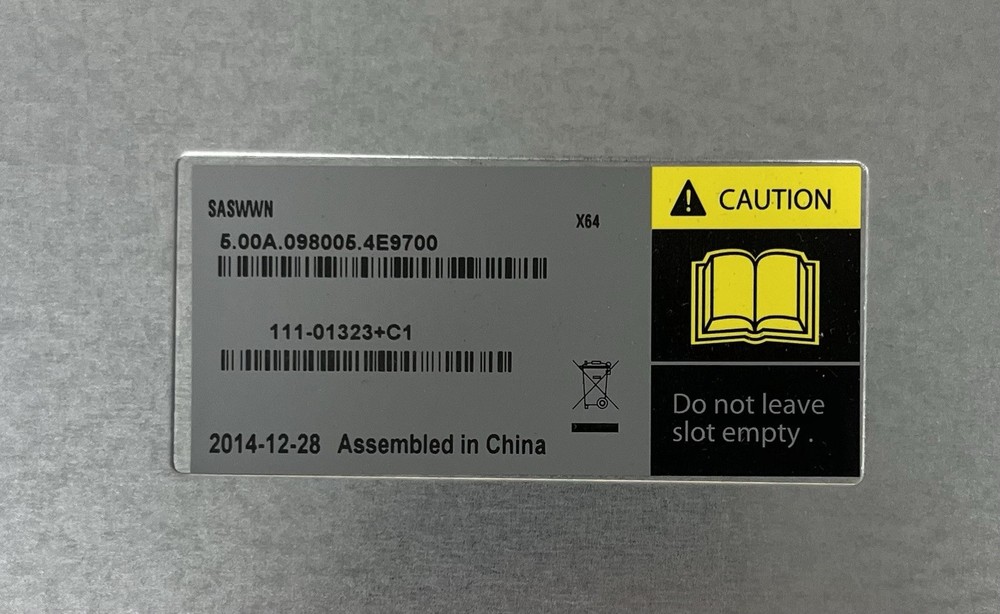 SASWWN
X64
5.00A.098005.4E9700
111-01323+C1
2014-12-28 Assembled in China
CAUTION
Do not leave
slot empty .